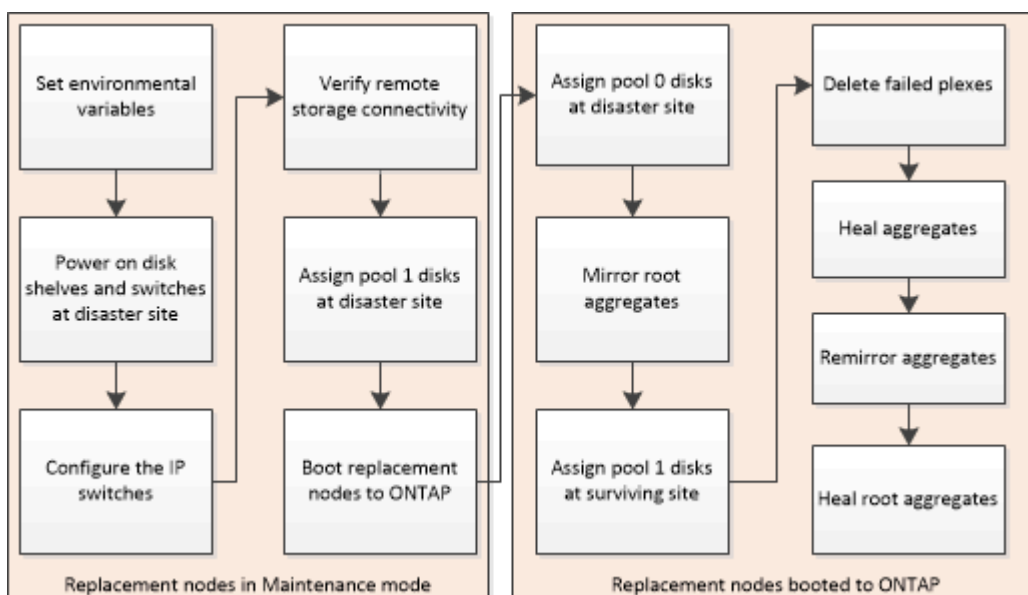 Set environmental
variables
Power on disk
shelves and switches
at disaster site
Configure the IP
switches
Verify remote
storage connectivity
Assign pool 1 disks
at disaster site
Boot replacement
nodes to ONTAP
Replacement nodes in Maintenance mode
Assign pool 0 disks
at disaster site
Mirror root
aggregates
Assign pool 1 disks
at surviving site
Delete failed plexes
Heal aggregates
Remirror aggregates
Heal root aggregates
Replacement nodes booted to ONTAP